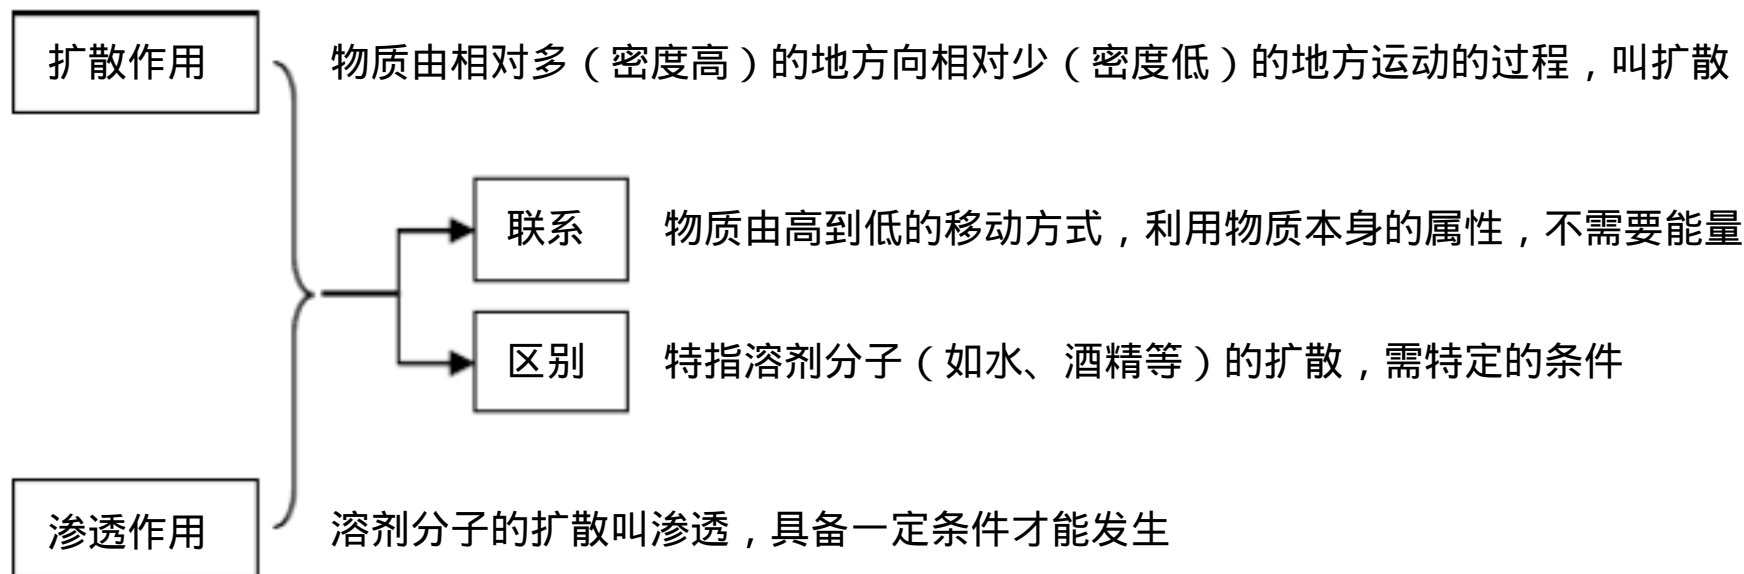 扩散作用 物质由相对多（密度高）的地方向相对少（密度低）的地方运动的过程，叫扩散
联系 物质由高到低的移动方式，利用物质本身的属性，不需要能量
区别 特指溶剂分子（如水、酒精等）的扩散，需特定的条件
渗透作用 溶剂分子的扩散叫渗透，具备一定条件才能发生